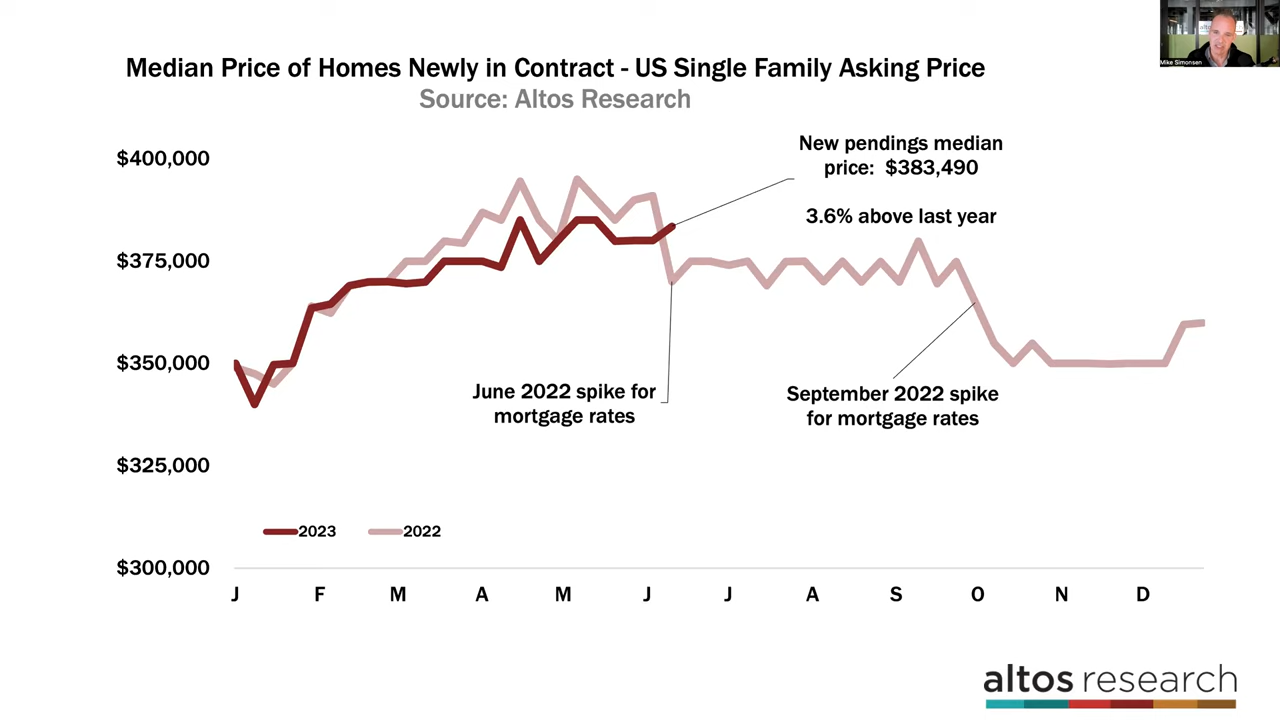 Mike Simonsen
Median Price of Homes Newly in Contract - US Single Family Asking Price
Source: Altos Research
New pendings median
price: $383,490
3.6% above last year
$400,000
$375,000
$350,000
$325,000
$300,000
June 2022 spike for
mortgage rates
September 2022 spike
for mortgage rates
2023 2022
J F M A M J J A S O N D
altos research